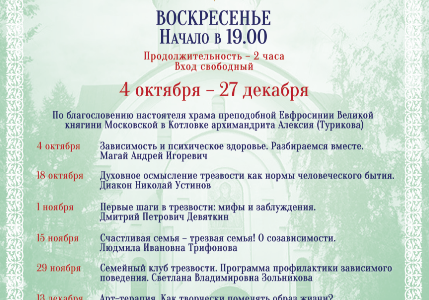 ВОСКРЕСЕНЬЕ
Начало в 19.00
Продолжительность – 2 часа
Вход свободный
4 октября – 27 декабря
По благословению настоятеля храма преподобной Евфросинии Великой
княгини Московской в Котловке архимандрита Алексия (Турикова)
4 октября Зависимость и психическое здоровье. Разбираемся вместе.
Магай Андрей Игоревич
18 октября Духовное осмысление трезвости как нормы человеческого бытия.
Диакон Николай Устинов
1 ноября Первые шаги в трезвости: мифы и заблуждения.
Дмитрий Петрович Девяткин
15 ноября Счастливая семья – трезвая семья! О созависимости.
Людмила Ивановна Трифонова
29 ноября Семейный клуб трезвости. Программа профилактики зависимого
поведения. Светлана Владимировна Зольникова
13 декабря Арт-терапия. Как творчески поменять образ жизни?